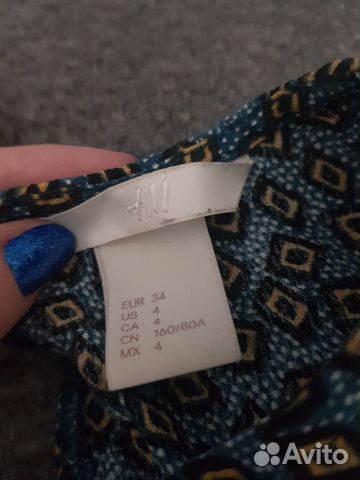 H&M
EUR 34
US 4
CA 4
CN 160/80A
MX 4
Avito